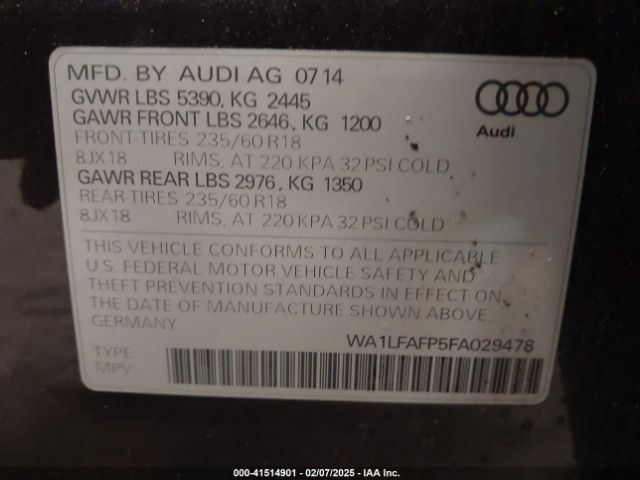 MFD. BY AUDI AG 0714
GVWR LBS 5390, KG 2445
GAWR FRONT LBS 2646, KG 1200
FRONT-TIRES 235/60 R18
8JX18 RIMS, AT 220 KPA 32 PSI COLD
GAWR REAR LBS 2976, KG 1350
REAR-TIRES 235/60 R18
8JX18 RIMS, AT 220 KPA 32 PSI COLD
Audi
THIS VEHICLE CONFORMS TO ALL APPLICABLE
U.S. FEDERAL MOTOR VEHICLE SAFETY AND
THEFT PREVENTION STANDARDS IN EFFECT ON
THE DATE OF MANUFACTURE SHOWN ABOVE.
GERMANY
WA1LFAFP5FA029478
TYPE
MPV
000-41514901 - 02/07/2025 - IAA Inc.